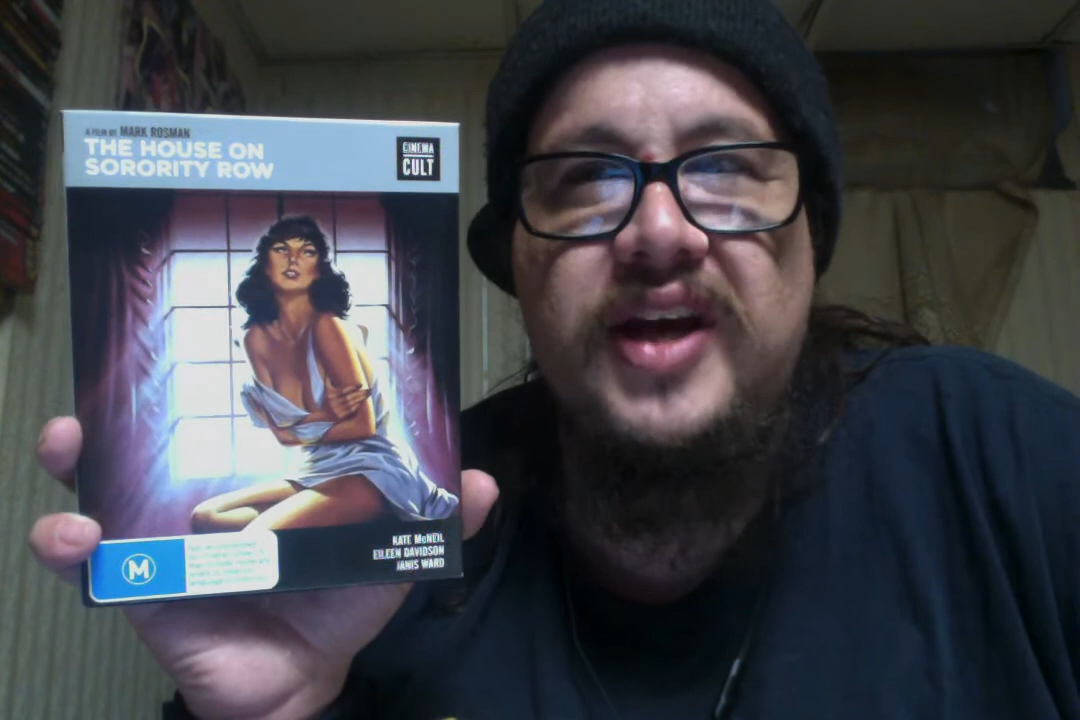 A FILM BY MARK ROSMAN
THE HOUSE ON
SORORITY ROW
CINEMA
CULT
KATE McNEIL
EILEEN DAVIDSON
JANIS WARD
M